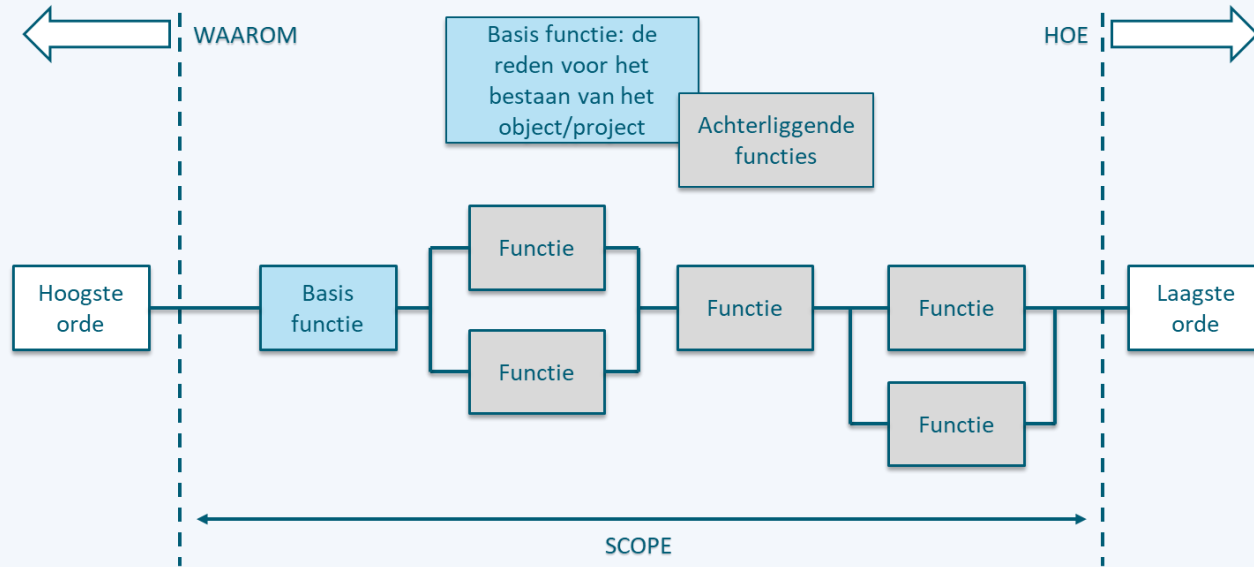 WAAROM
HOE
Basis functie: de
reden voor het
bestaan van het
object/project
Achterliggende
functies
Hoogste
orde
Basis
functie
Functie
Functie
Functie
Functie
Functie
Laagste
orde
SCOPE